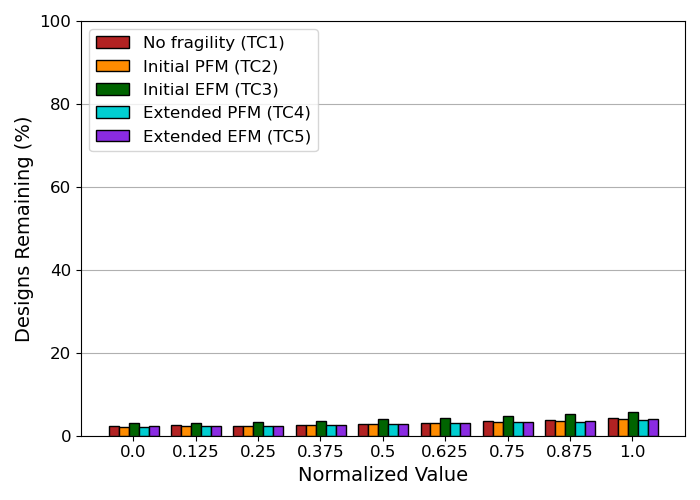 100
80
60
40
20
0
Designs Remaining (%)
No fragility (TC1)
Initial PFM (TC2)
Initial EFM (TC3)
Extended PFM (TC4)
Extended EFM (TC5)
0.0 0.125 0.25 0.375 0.5 0.625 0.75 0.875 1.0
Normalized Value